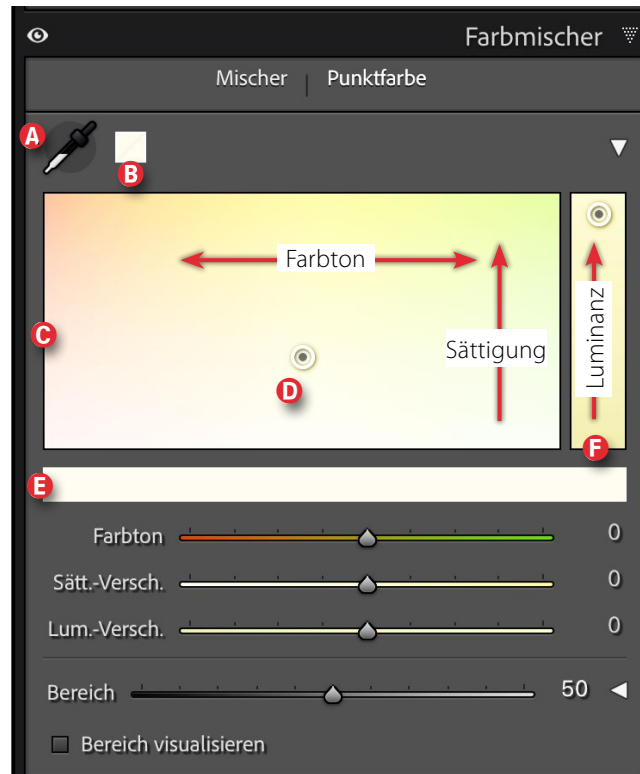 Farbmischer
Mischer | Punktfarbe
A
B
Farbton
C
Sättigung
Luminanz
D
F
E
Farbton 0
Sätt.-Versch. 0
Lum.-Versch. 0
Bereich 50
Bereich visualisieren